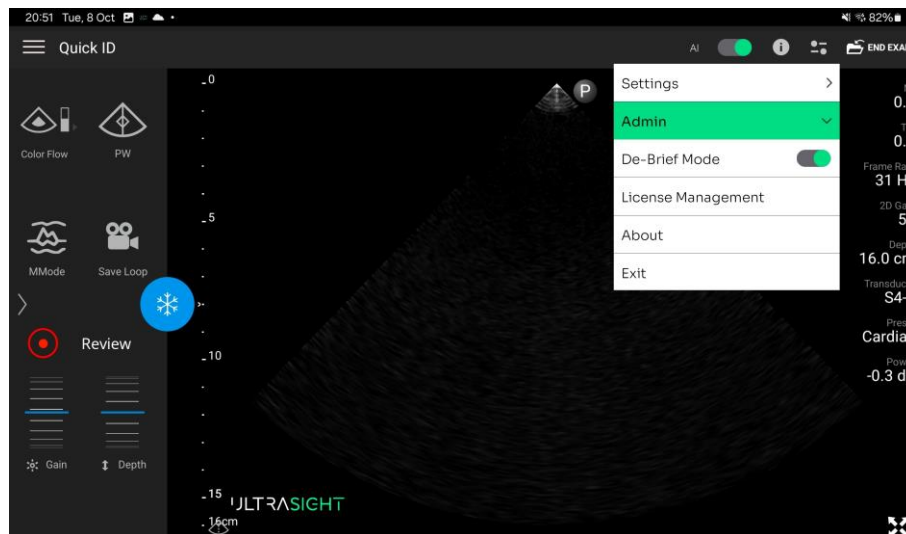 20:51 Tue, 8 Oct
82%
Quick ID
AI
END EXA
P
Settings
Admin
De-Brief Mode
License Management
About
Exit
Color Flow
PW
MMode
Save Loop
Review
Gain
Depth
0
5
10
15
16cm
ULTRASIGHT
0.
0.
Frame Ra
31 H
2D Ga
5
Dep
16.0 cr
Transduc
S4-
Pres
Cardia
Pow
-0.3 d